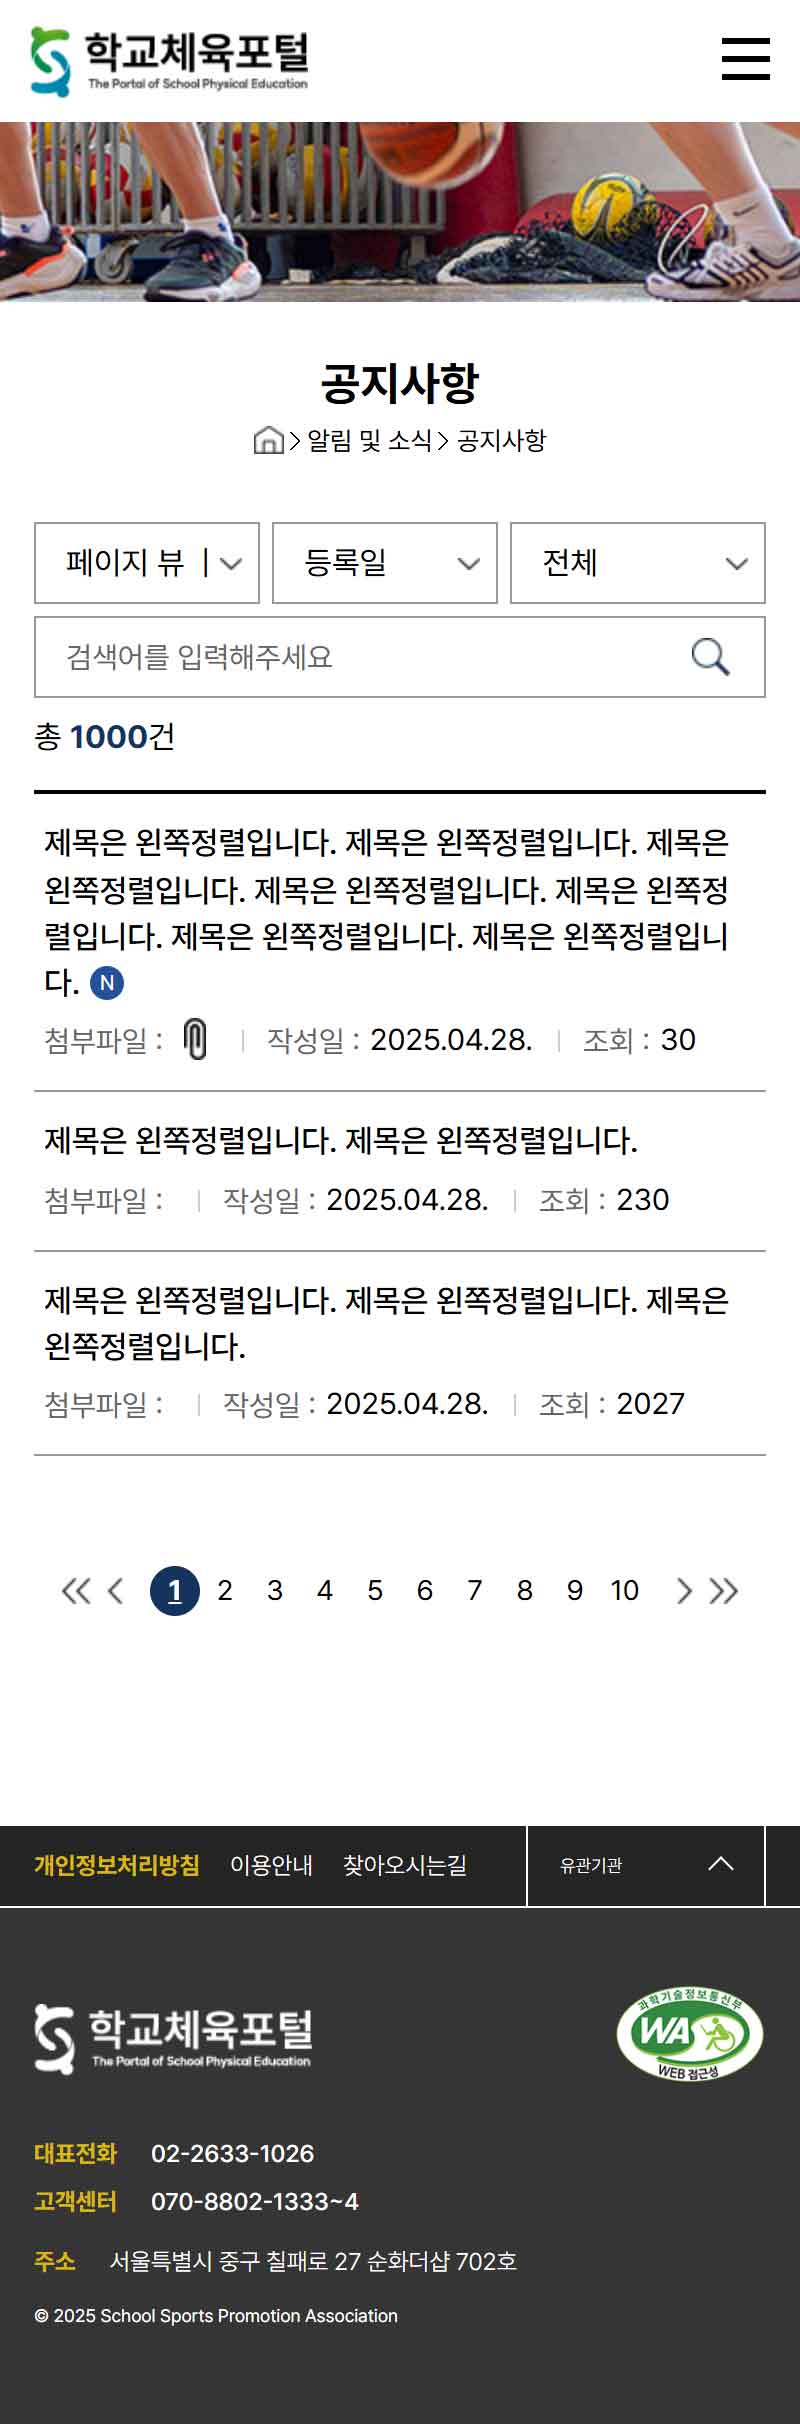 학교체육포털
The Portal of School Physical Education
공지사항
알림 및 소식 공지사항
페이지 뷰 | 등록일 전체
검색어를 입력해주세요
총 1000건
제목은 왼쪽정렬입니다. 제목은 왼쪽정렬입니다. 제목은
왼쪽정렬입니다. 제목은 왼쪽정렬입니다. 제목은 왼쪽정
렬입니다. 제목은 왼쪽정렬입니다. 제목은 왼쪽정렬입니
다. N
첨부파일 : 작성일 : 2025.04.28. 조회 : 30
제목은 왼쪽정렬입니다. 제목은 왼쪽정렬입니다.
첨부파일 : 작성일 : 2025.04.28. 조회 : 230
제목은 왼쪽정렬입니다. 제목은 왼쪽정렬입니다. 제목은
왼쪽정렬입니다.
첨부파일 : 작성일 : 2025.04.28. 조회 : 2027
1 2 3 4 5 6 7 8 9 10
개인정보처리방침 이용안내 찾아오시는길 유관기관
학교체육포털
The Portal of School Physical Education
과학기술정보통신부
WA
WEB 접근성
대표전화 02-2633-1026
고객센터 070-8802-1333~4
주소 서울특별시 중구 칠패로 27 순화더샵 702호
© 2025 School Sports Promotion Association